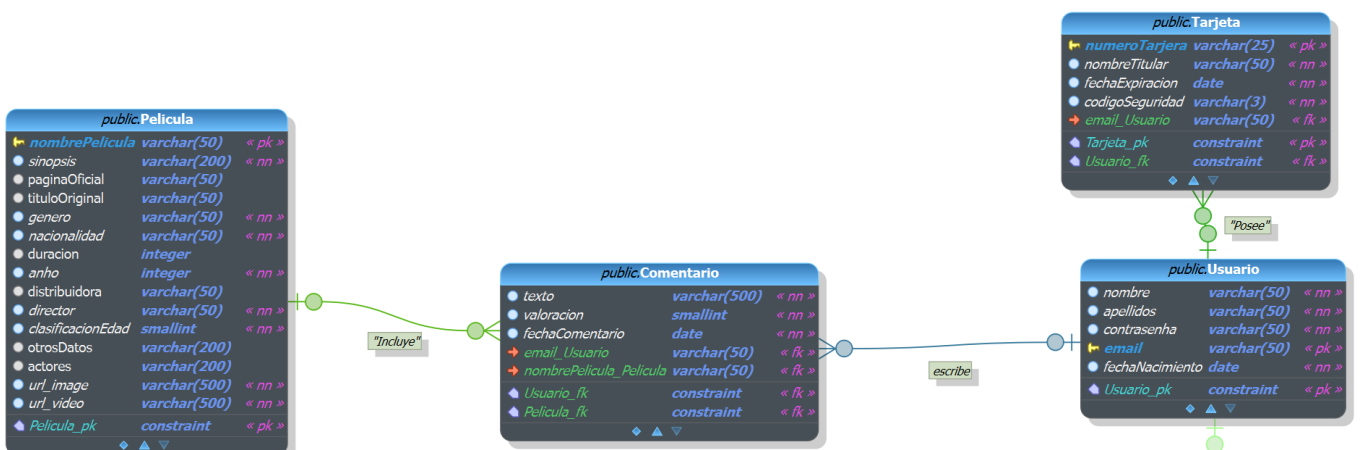 public.Tarjeta
numeroTarjera varchar(25) « pk »
nombreTitular varchar(50) « nn »
fechaExpiracion date « nn »
codigoSeguridad varchar(3) « nn »
email_Usuario varchar(50) « fk »
Tarjeta_pk constraint « pk »
Usuario_fk constraint « fk »
public.Pelicula
nombrePelicula varchar(50) « pk »
sinopsis varchar(200) « nn »
paginaOficial varchar(50)
tituloOriginal varchar(50)
genero varchar(50) « nn »
nacionalidad varchar(50) « nn »
duracion integer
anho integer « nn »
distribuidora varchar(50)
director varchar(50) « nn »
clasificacionEdad smallint « nn »
otrosDatos varchar(200)
actores varchar(200)
url_image varchar(500) « nn »
url_video varchar(500) « nn »
Pelicula_pk constraint « pk »
"Incluye"
public.Comentario
texto varchar(500) « nn »
valoracion smallint « nn »
fechaComentario date « nn »
email_Usuario varchar(50) « fk »
nombrePelicula_Pelicula varchar(50) « fk »
Usuario_fk constraint « fk »
Pelicula_fk constraint « fk »
escribe
"Posee"
public.Usuario
nombre varchar(50) « nn »
apellidos varchar(50) « nn »
contrasenha varchar(50) « nn »
email varchar(50) « pk »
fechaNacimiento date « nn »
Usuario_pk constraint « pk »